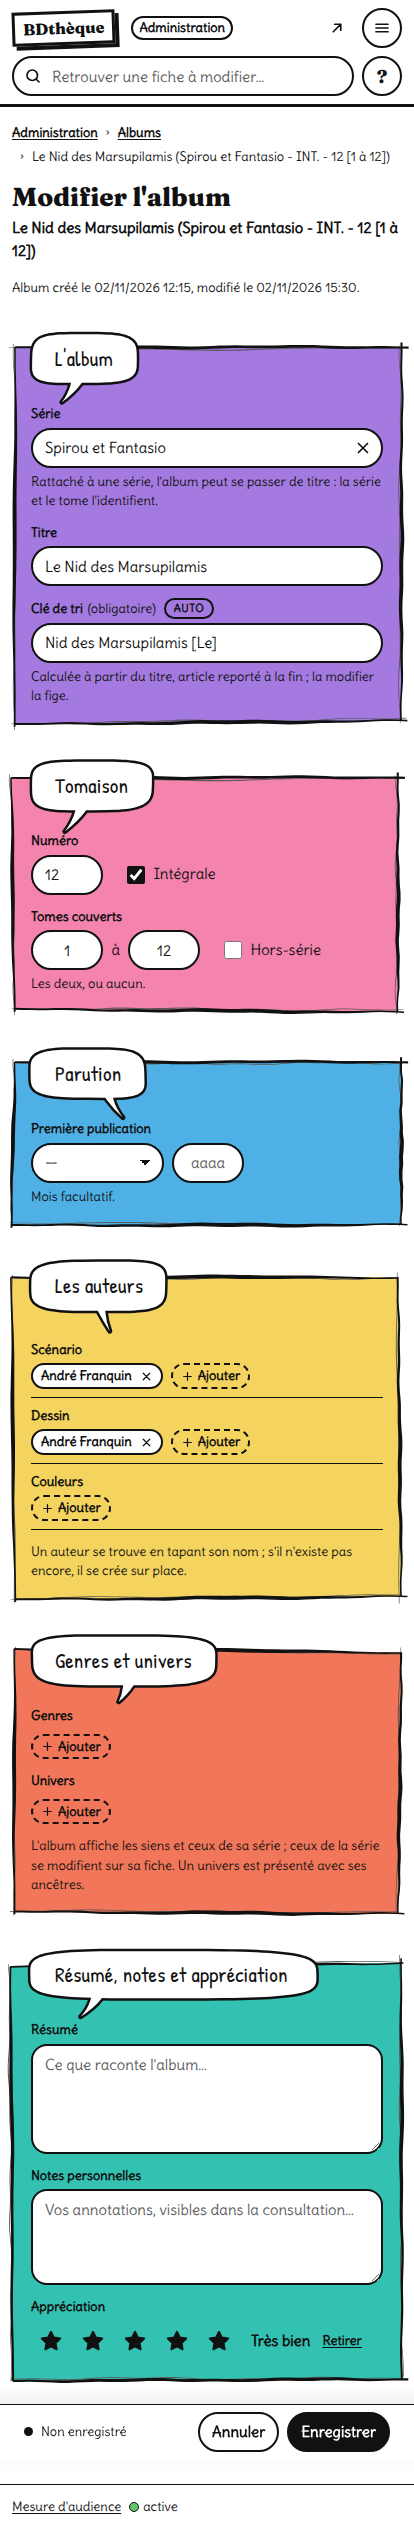 BDthèque
Administration
Retrouver une fiche à modifier...
?
Administration › Albums
› Le Nid des Marsupilamis (Spirou et Fantasio - INT. - 12 [1 à 12])
Modifier l'album
Le Nid des Marsupilamis (Spirou et Fantasio - INT. - 12 [1 à
12])
Album créé le 02/11/2026 12:15, modifié le 02/11/2026 15:30.
L'album
Série
Spirou et Fantasio
Rattaché à une série, l'album peut se passer de titre : la série
et le tome l'identifient.
Titre
Le Nid des Marsupilamis
Clé de tri (obligatoire) AUTO
Nid des Marsupilamis [Le]
Calculée à partir du titre, article reporté à la fin ; la modifier
la fige.
Tomaison
Numéro
12 Intégrale
Tomes couverts
1 à 12 Hors-série
Les deux, ou aucun.
Parution
Première publication
— aaaa
Mois facultatif.
Les auteurs
Scénario
André Franquin × + Ajouter
Dessin
André Franquin × + Ajouter
Couleurs
+ Ajouter
Un auteur se trouve en tapant son nom ; s'il n'existe pas
encore, il se crée sur place.
Genres et univers
Genres
+ Ajouter
Univers
+ Ajouter
L'album affiche les siens et ceux de sa série ; ceux de la série
se modifient sur sa fiche. Un univers est présenté avec ses
ancêtres.
Résumé, notes et appréciation
Résumé
Ce que raconte l'album...
Notes personnelles
Vos annotations, visibles dans la consultation...
Appréciation
Très bien Retirer
Non enregistré Annuler Enregistrer
Mesure d'audience active